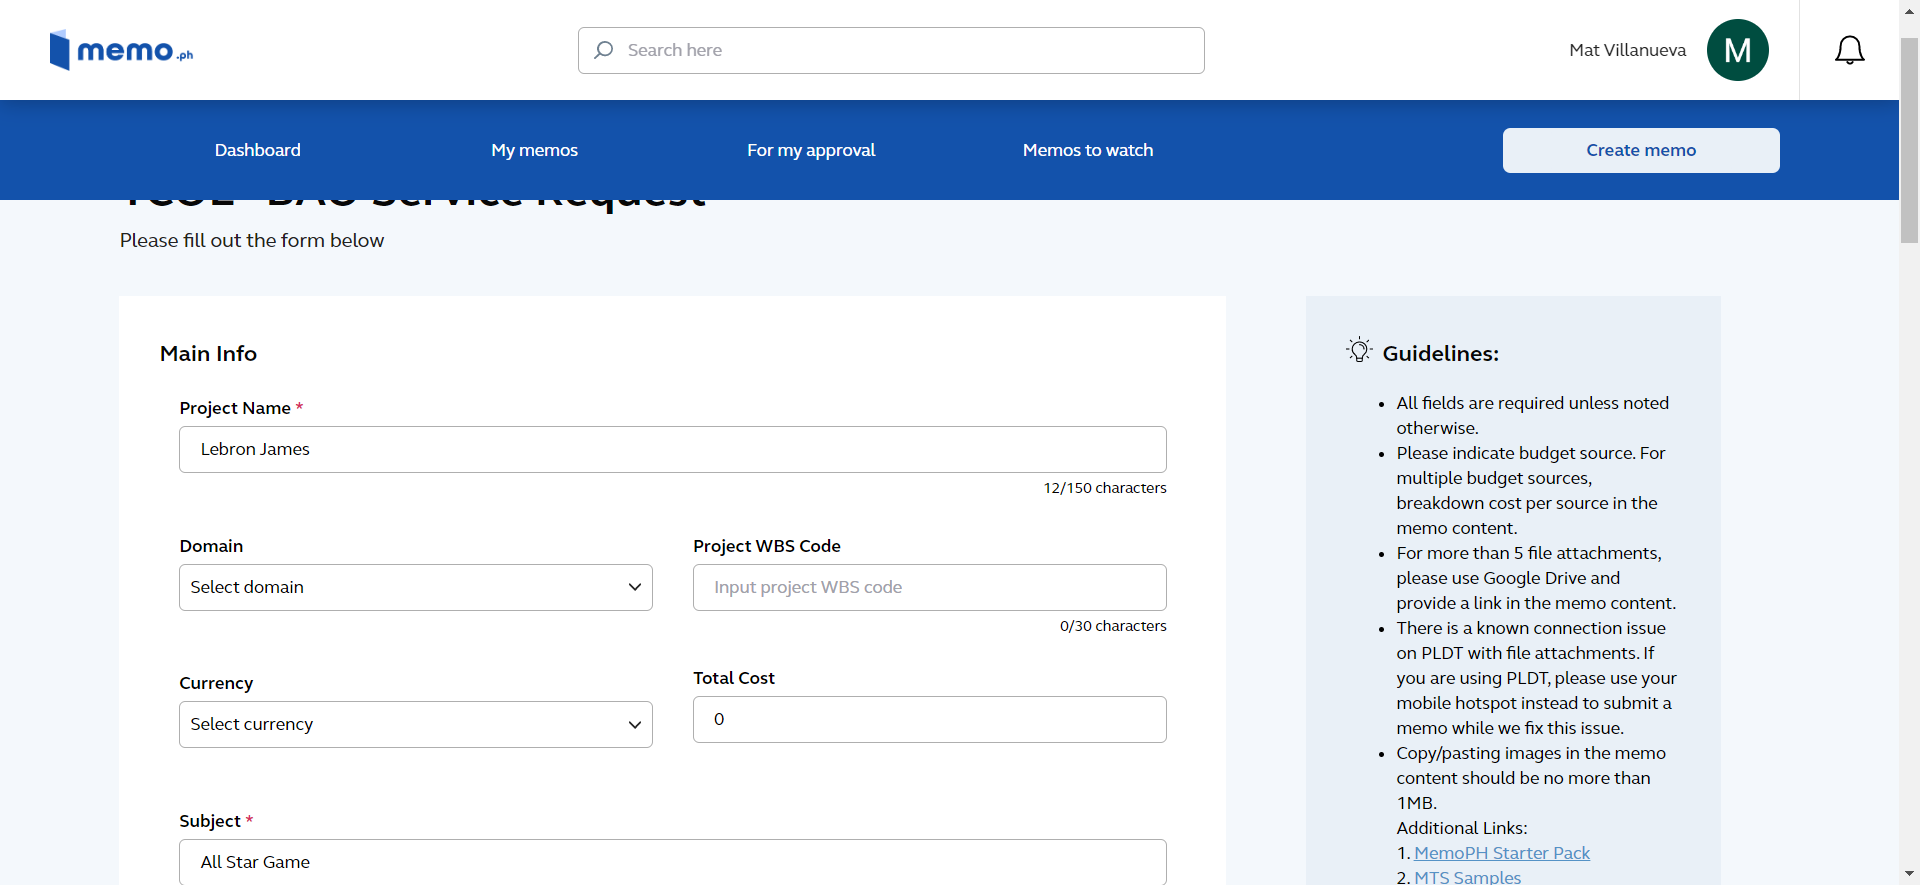 memo.ph
Search here
Mat Villanueva
M
Dashboard
My memos
For my approval
Memos to watch
Create memo
Service Request
Please fill out the form below
Main Info
Project Name *
Lebron James
12/150 characters
Domain
Select domain
Project WBS Code
Input project WBS code
0/30 characters
Currency
Select currency
Total Cost
0
Subject *
All Star Game
Guidelines:
• All fields are required unless noted
otherwise.
• Please indicate budget source. For
multiple budget sources,
breakdown cost per source in the
memo content.
• For more than 5 file attachments,
please use Google Drive and
provide a link in the memo content.
• There is a known connection issue
on PLDT with file attachments. If
you are using PLDT, please use your
mobile hotspot instead to submit a
memo while we fix this issue.
• Copy/pasting images in the memo
content should be no more than
1MB.
Additional Links:
1. MemoPH Starter Pack
2. MTS Samples